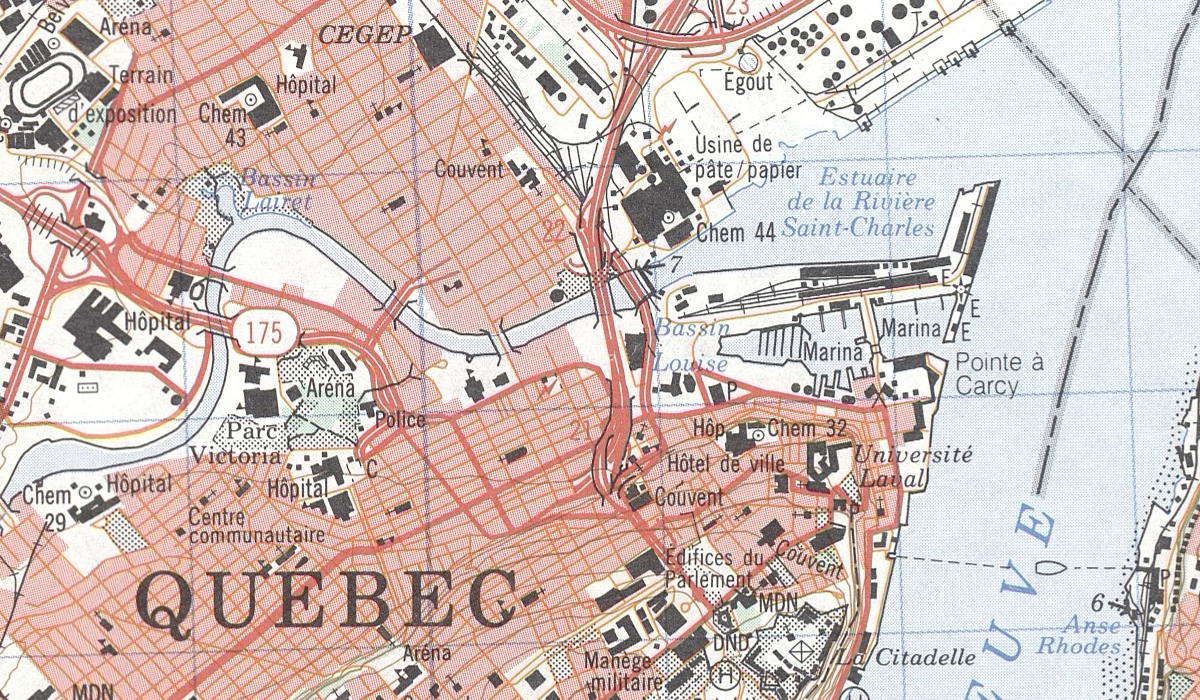 23
CEGEP
Belv
Aréna
Terrain
d'exposition
Hôpital
Chem
43
Égout
Usine de
pâte/papier
Couvent
Bassin
Lairet
Estuaire
de la Rivière
Saint-Charles
22
Chem 44
7
E
E
E
Hôpital
175
Bassin
Louise
Marina
Marina
Pointe à
Carcy
Aréna
P
Police
21
Parc
Victoria
Hôp
Chem 32
C
Hôtel de ville
Université
Laval
Chem
29
Hôpital
Hôpital
Couvent
P
Centre
communautaire
Edifices du
Parlement
Couvent
QUÉBEC
MDN
P
6
Anse
Rhodes
U V E
Aréna
DND
La Citadelle
Manège
militaire
H
MDN